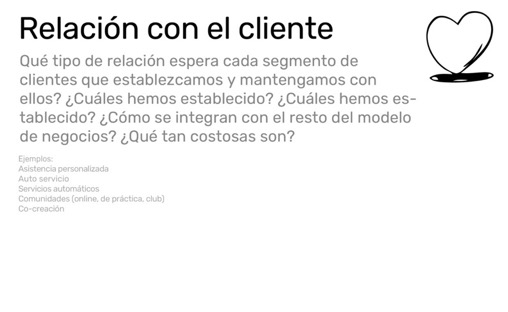 Relación con el cliente
Qué tipo de relación espera cada segmento de
clientes que establezcamos y mantengamos con
ellos? ¿Cuáles hemos establecido? ¿Cuáles hemos es-
tablecido? ¿Cómo se integran con el resto del modelo
de negocios? ¿Qué tan costosas son?
Ejemplos:
Asistencia personalizada
Auto servicio
Servicios automáticos
Comunidades (online, de práctica, club)
Co-creación